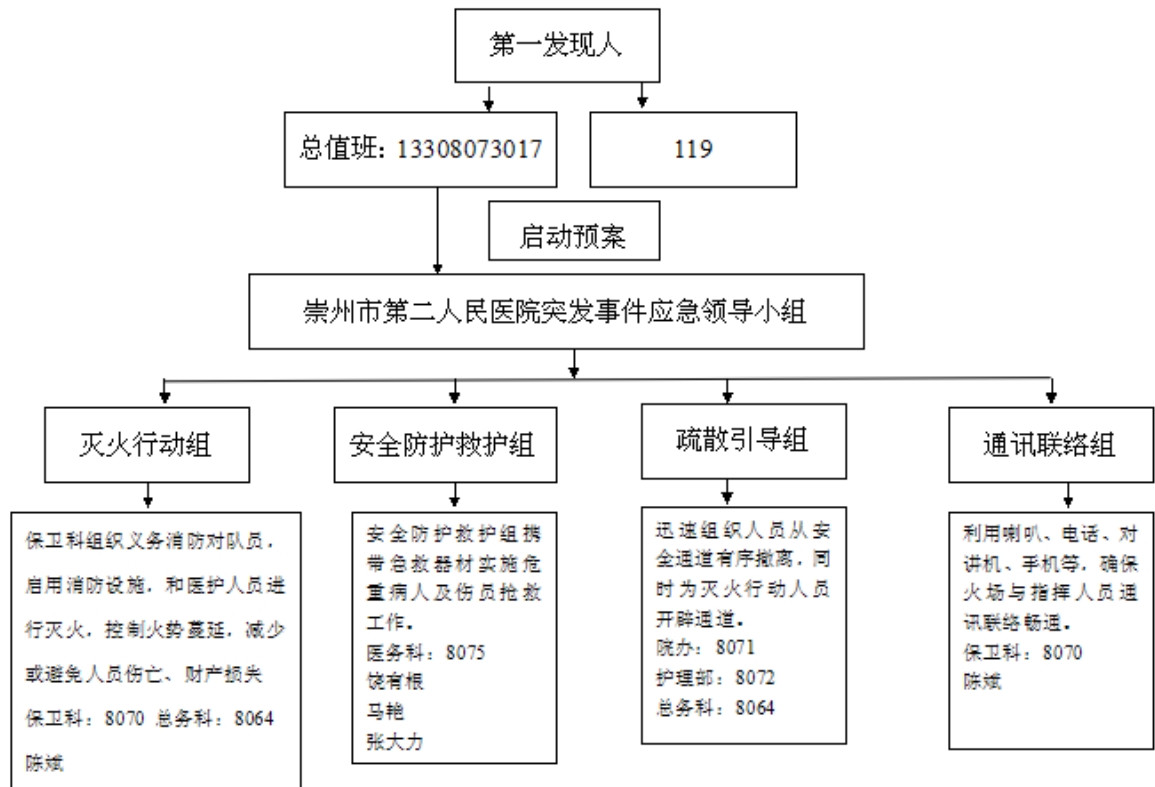 第一发现人
总值班：13308073017
119
启动预案
崇州市第二人民医院突发事件应急领导小组
灭火行动组
安全防护救护组
疏散引导组
通讯联络组
保卫科组织义务消防对队员，
启用消防设施，和医护人员进
行灭火，控制火势蔓延，减少
或避免人员伤亡、财产损失
保卫科：8070 总务科：8064
陈斌
安全防护救护组携
带急救器材实施危
重病人及伤员抢救
工作。
医务科：8075
饶有根
马艳
张大力
迅速组织人员从安
全通道有序撤离，同
时为灭火行动人员
开辟通道。
院办：8071
护理部：8072
总务科：8064
利用喇叭、电话、对
讲机、手机等，确保
火场与指挥人员通
讯联络畅通。
保卫科：8070
陈斌